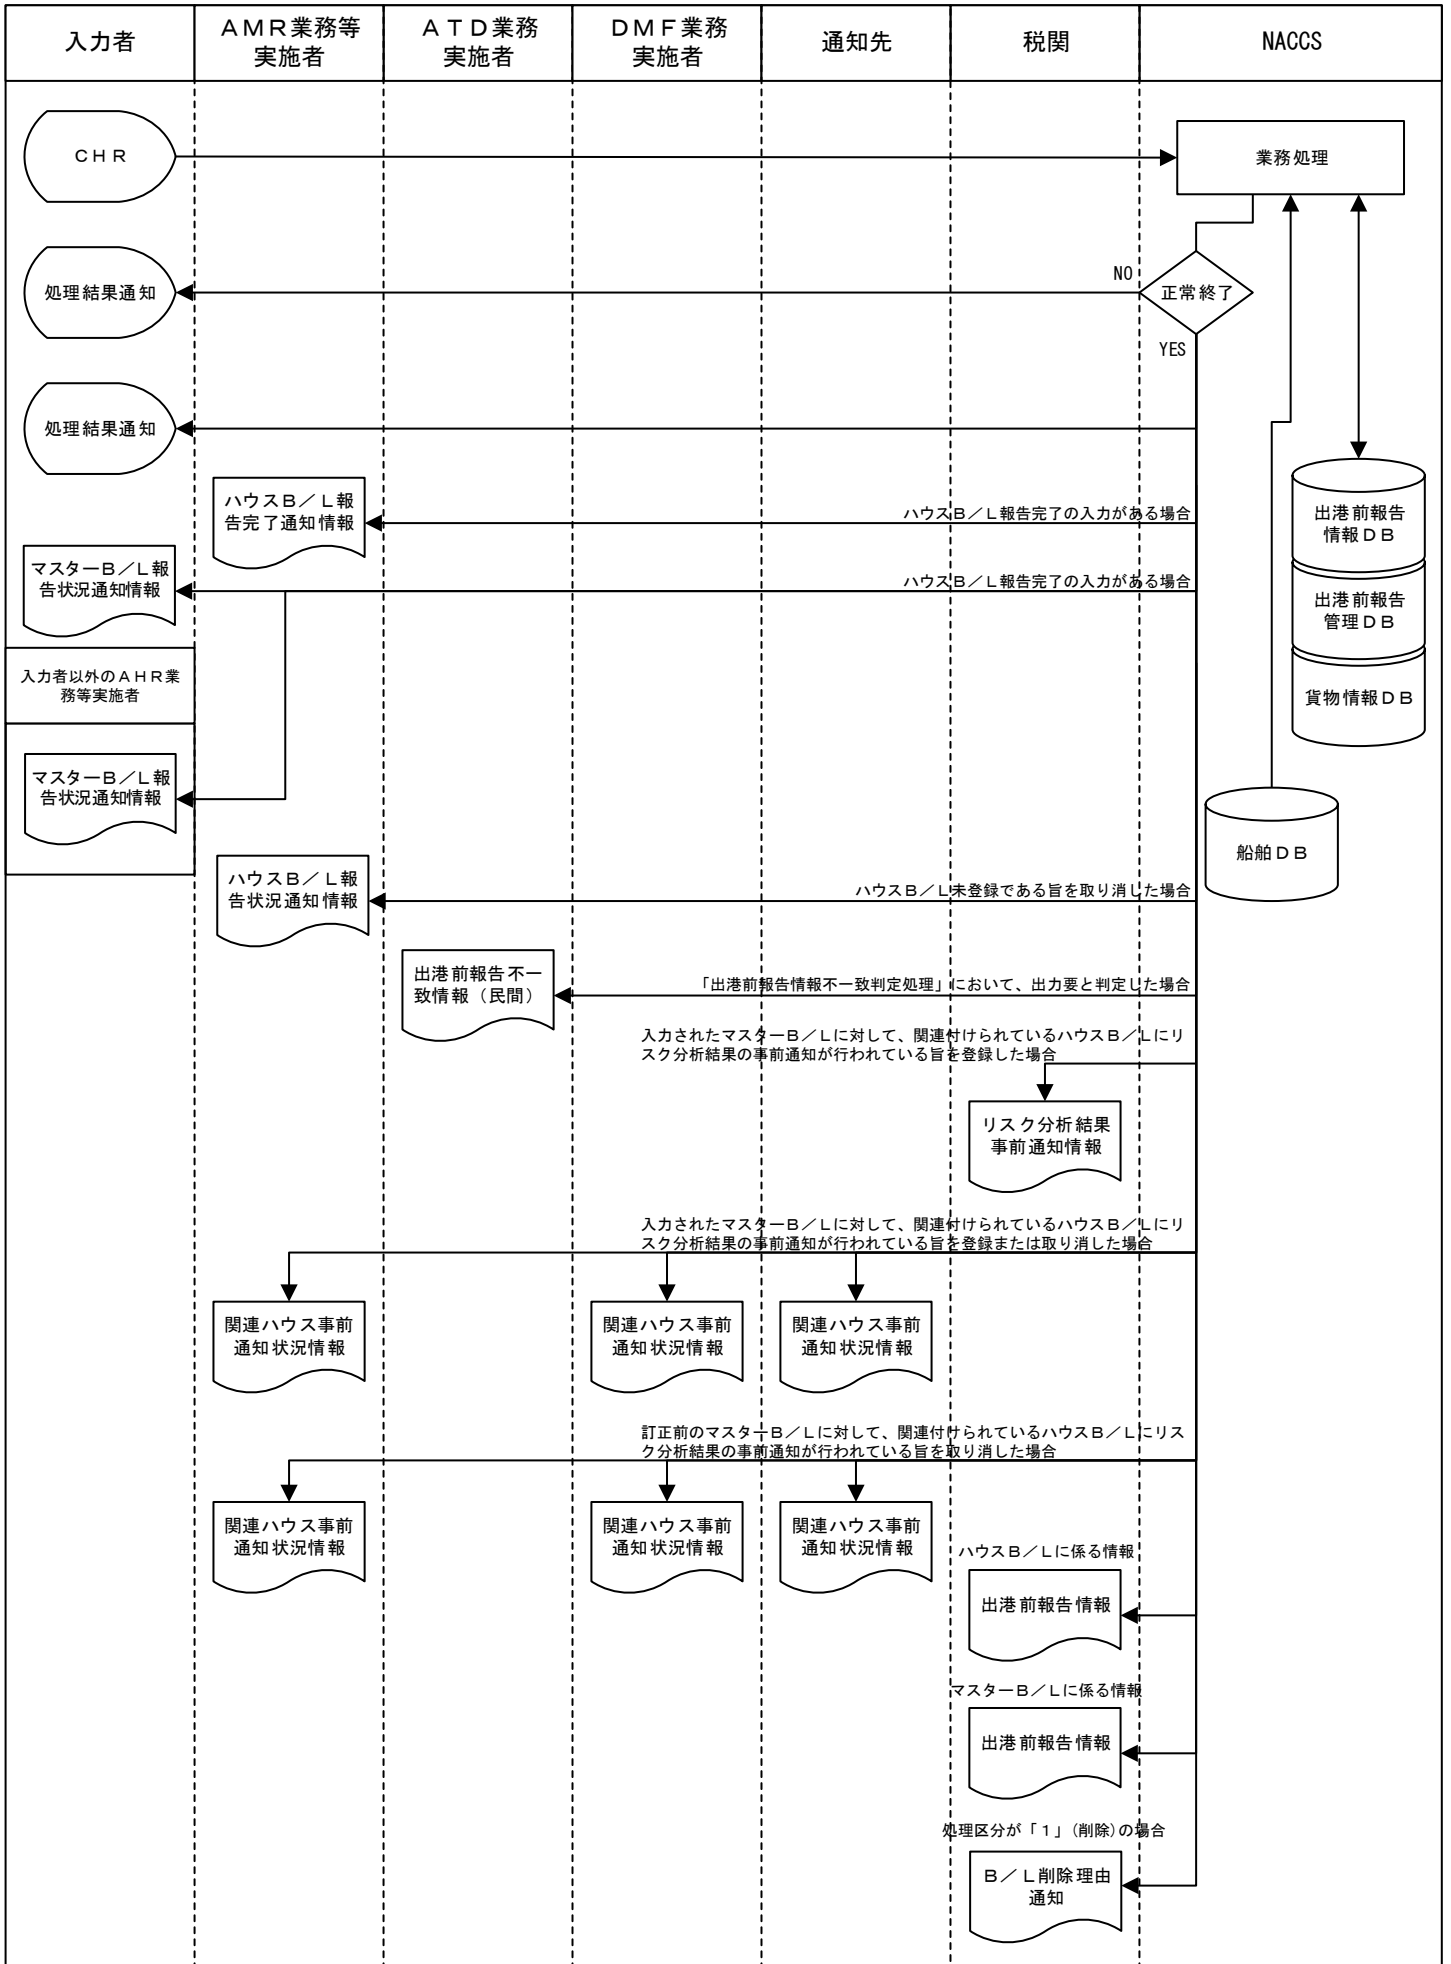 入力者
ＡＭＲ業務等
実施者
ＡＴＤ業務
実施者
ＤＭＦ業務
実施者
通知先
税関
NACCS
ＣＨＲ
業務処理
処理結果通知
NO
正常終了
YES
処理結果通知
ハウスＢ／Ｌ報
告完了通知情報
ハウスＢ／Ｌ報告完了の入力がある場合
出港前報告
情報ＤＢ
マスターＢ／Ｌ報
告状況通知情報
ハウスＢ／Ｌ報告完了の入力がある場合
出港前報告
管理ＤＢ
入力者以外のＡＨＲ業
務等実施者
貨物情報ＤＢ
マスターＢ／Ｌ報
告状況通知情報
船舶ＤＢ
ハウスＢ／Ｌ報
告状況通知情報
ハウスＢ／Ｌ未登録である旨を取り消した場合
出港前報告不一
致情報（民間）
「出港前報告情報不一致判定処理」において、出力要と判定した場合
入力されたマスターＢ／Ｌに対して、関連付けられているハウスＢ／Ｌにリ
スク分析結果の事前通知が行われている旨を登録した場合
リスク分析結果
事前通知情報
入力されたマスターＢ／Ｌに対して、関連付けられているハウスＢ／Ｌにリ
スク分析結果の事前通知が行われている旨を登録または取り消した場合
関連ハウス事前
通知状況情報
関連ハウス事前
通知状況情報
関連ハウス事前
通知状況情報
訂正前のマスターＢ／Ｌに対して、関連付けられているハウスＢ／Ｌにリス
ク分析結果の事前通知が行われている旨を取り消した場合
関連ハウス事前
通知状況情報
関連ハウス事前
通知状況情報
関連ハウス事前
通知状況情報
ハウスＢ／Ｌに係る情報
出港前報告情報
マスターＢ／Ｌに係る情報
出港前報告情報
処理区分が「１」（削除）の場合
Ｂ／Ｌ削除理由
通知